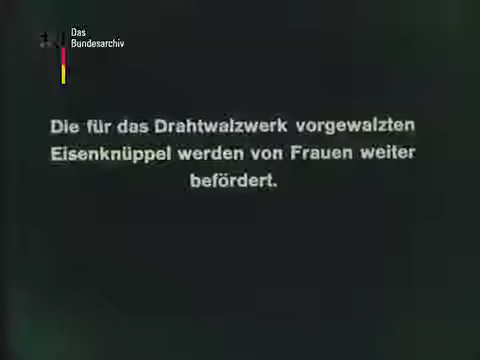 Das
Bundesarchiv
Die für das Drahtwalzwerk vorgewalzten
Eisenknüppel werden von Frauen weiter
befördert.